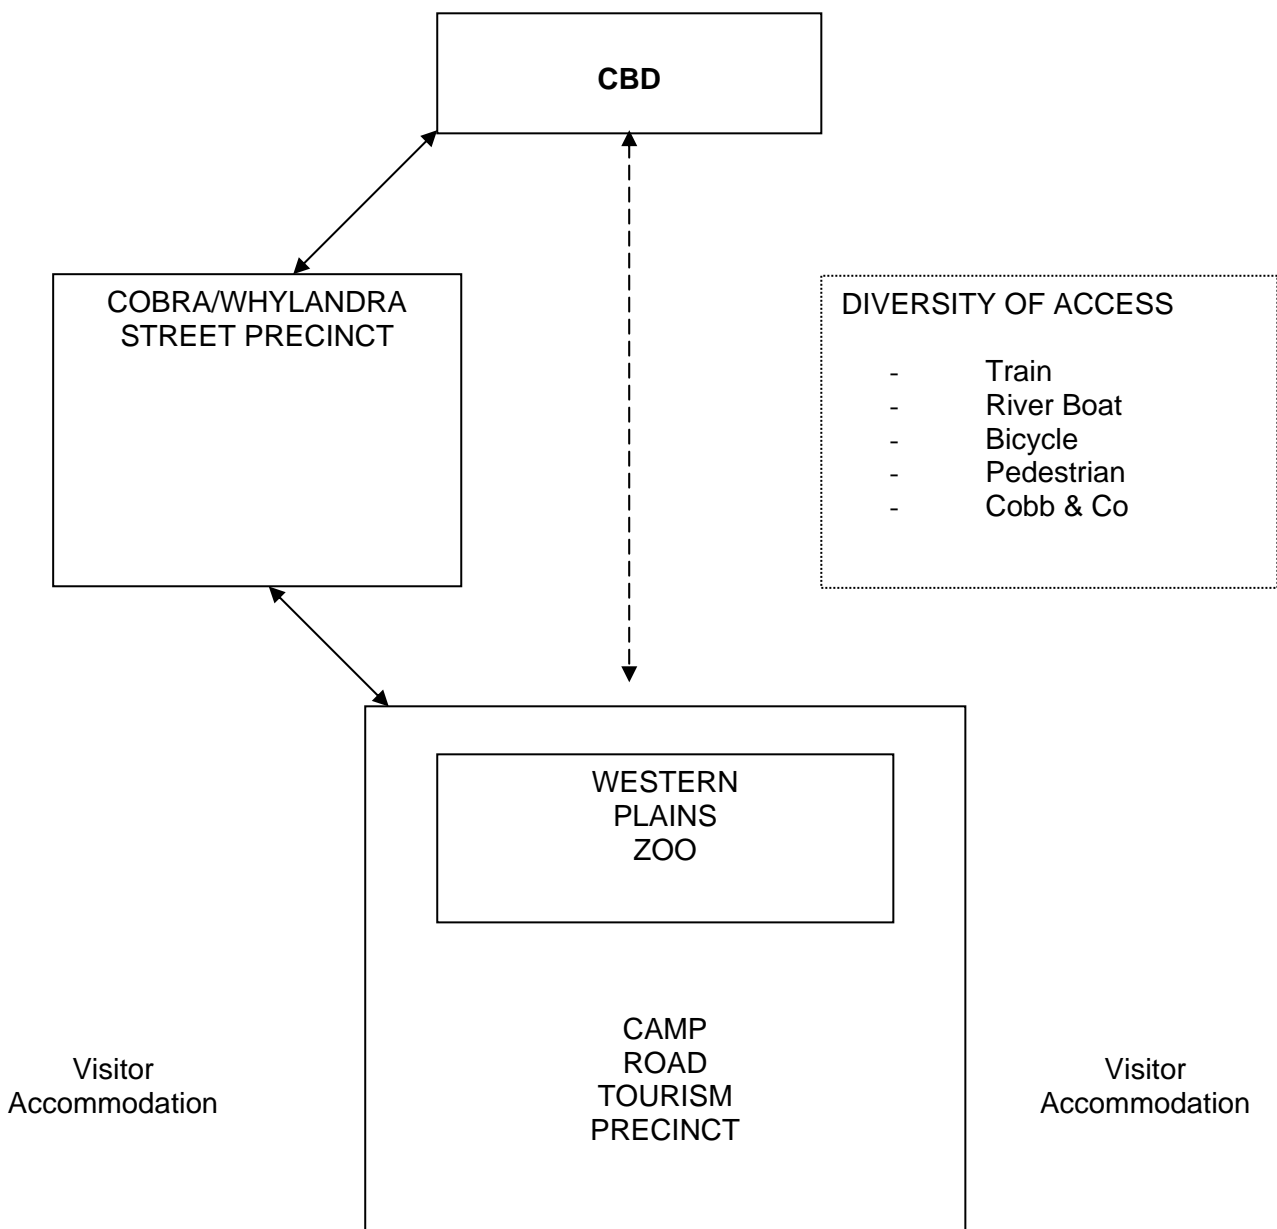 CBD
COBRA/WHYLANDRA
STREET PRECINCT
DIVERSITY OF ACCESS
- Train
- River Boat
- Bicycle
- Pedestrian
- Cobb & Co
WESTERN
PLAINS
ZOO
CAMP
ROAD
TOURISM
PRECINCT
Visitor
Accommodation
Visitor
Accommodation